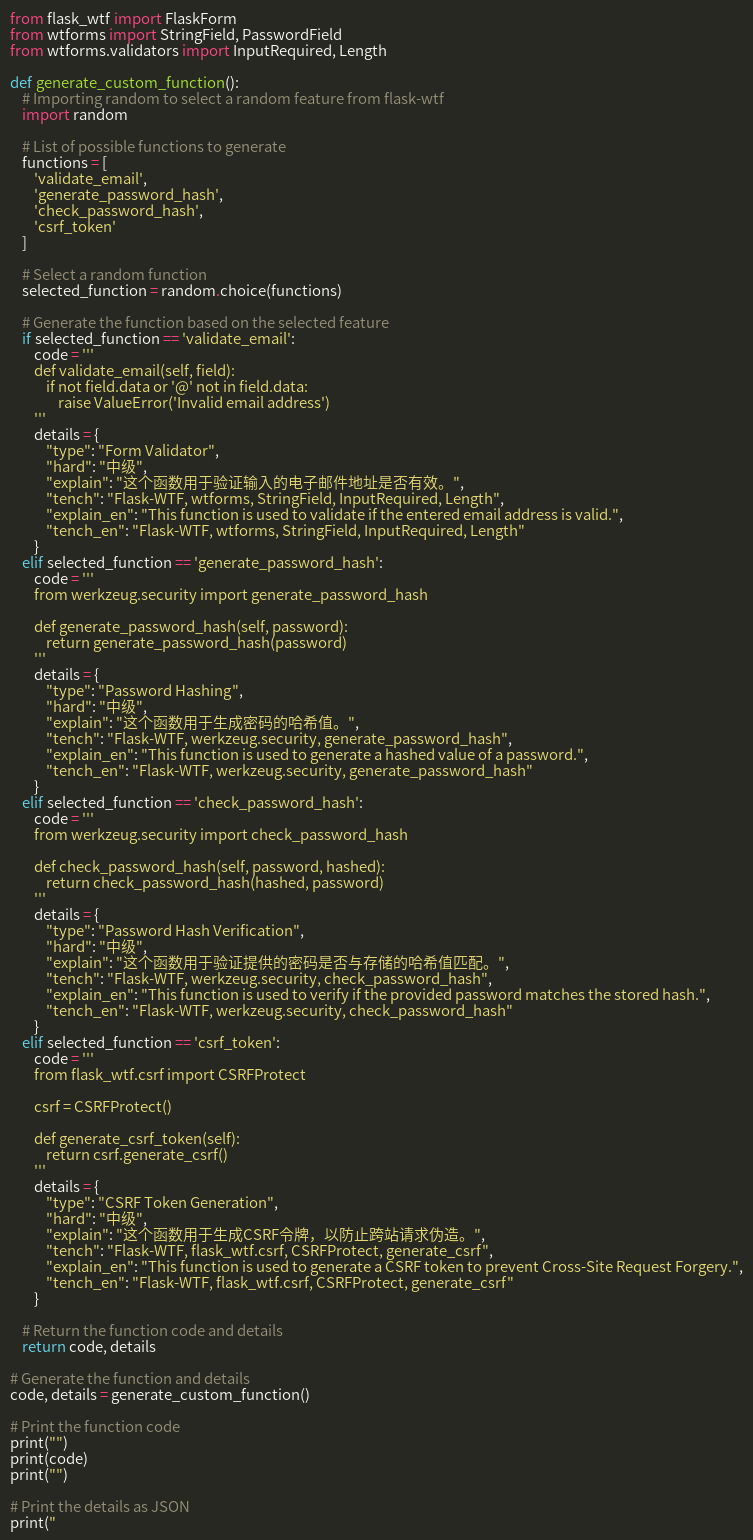 from flask_wtf import FlaskForm
from wtforms import StringField, PasswordField
from wtforms.validators import InputRequired, Length

def generate_custom_function():
    # Importing random to select a random feature from flask-wtf
    import random

    # List of possible functions to generate
    functions = [
        'validate_email',
        'generate_password_hash',
        'check_password_hash',
        'csrf_token'
    ]

    # Select a random function
    selected_function = random.choice(functions)

    # Generate the function based on the selected feature
    if selected_function == 'validate_email':
        code = '''
        def validate_email(self, field):
            if not field.data or '@' not in field.data:
                raise ValueError('Invalid email address')
        '''
        details = {
            "type": "Form Validator",
            "hard": "中级",
            "explain": "这个函数用于验证输入的电子邮件地址是否有效。",
            "tench": "Flask-WTF, wtforms, StringField, InputRequired, Length",
            "explain_en": "This function is used to validate if the entered email address is valid.",
            "tench_en": "Flask-WTF, wtforms, StringField, InputRequired, Length"
        }
    elif selected_function == 'generate_password_hash':
        code = '''
        from werkzeug.security import generate_password_hash

        def generate_password_hash(self, password):
            return generate_password_hash(password)
        '''
        details = {
            "type": "Password Hashing",
            "hard": "中级",
            "explain": "这个函数用于生成密码的哈希值。",
            "tench": "Flask-WTF, werkzeug.security, generate_password_hash",
            "explain_en": "This function is used to generate a hashed value of a password.",
            "tench_en": "Flask-WTF, werkzeug.security, generate_password_hash"
        }
    elif selected_function == 'check_password_hash':
        code = '''
        from werkzeug.security import check_password_hash

        def check_password_hash(self, password, hashed):
            return check_password_hash(hashed, password)
        '''
        details = {
            "type": "Password Hash Verification",
            "hard": "中级",
            "explain": "这个函数用于验证提供的密码是否与存储的哈希值匹配。",
            "tench": "Flask-WTF, werkzeug.security, check_password_hash",
            "explain_en": "This function is used to verify if the provided password matches the stored hash.",
            "tench_en": "Flask-WTF, werkzeug.security, check_password_hash"
        }
    elif selected_function == 'csrf_token':
        code = '''
        from flask_wtf.csrf import CSRFProtect

        csrf = CSRFProtect()

        def generate_csrf_token(self):
            return csrf.generate_csrf()
        '''
        details = {
            "type": "CSRF Token Generation",
            "hard": "中级",
            "explain": "这个函数用于生成CSRF令牌，以防止跨站请求伪造。",
            "tench": "Flask-WTF, flask_wtf.csrf, CSRFProtect, generate_csrf",
            "explain_en": "This function is used to generate a CSRF token to prevent Cross-Site Request Forgery.",
            "tench_en": "Flask-WTF, flask_wtf.csrf, CSRFProtect, generate_csrf"
        }

    # Return the function code and details
    return code, details

# Generate the function and details
code, details = generate_custom_function()

# Print the function code
print("")
print(code)
print("")

# Print the details as JSON
print("